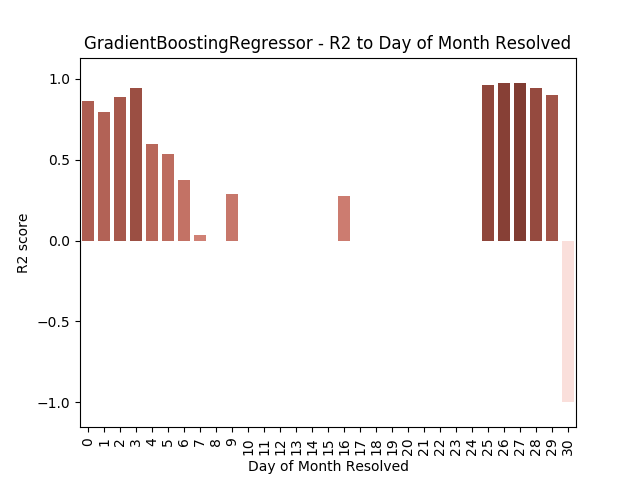 GradientBoostingRegressor - R2 to Day of Month Resolved
1.0
0.5
0.0
−0.5
−1.0
R2 score
0 1 2 3 4 5 6 7 8 9 10 11 12 13 14 15 16 17 18 19 20 21 22 23 24 25 26 27 28 29 30
Day of Month Resolved